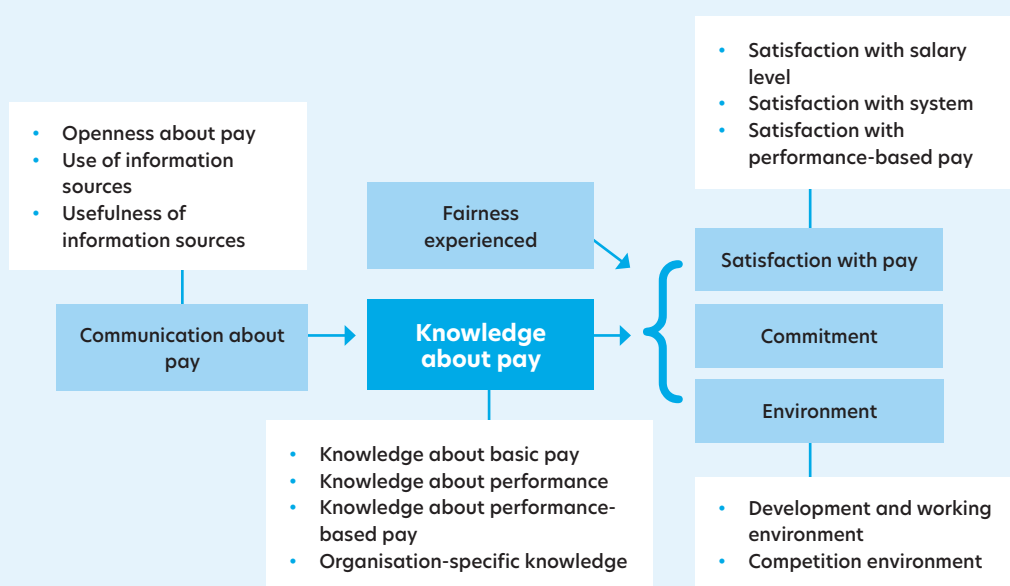 • Openness about pay
• Use of information
sources
• Usefulness of
information sources
Communication about
pay
Fairness
experienced
Knowledge
about pay
• Knowledge about basic pay
• Knowledge about performance
• Knowledge about performance-
based pay
• Organisation-specific knowledge
• Satisfaction with salary
level
• Satisfaction with system
• Satisfaction with
performance-based pay
Satisfaction with pay
Commitment
Environment
• Development and working
environment
• Competition environment